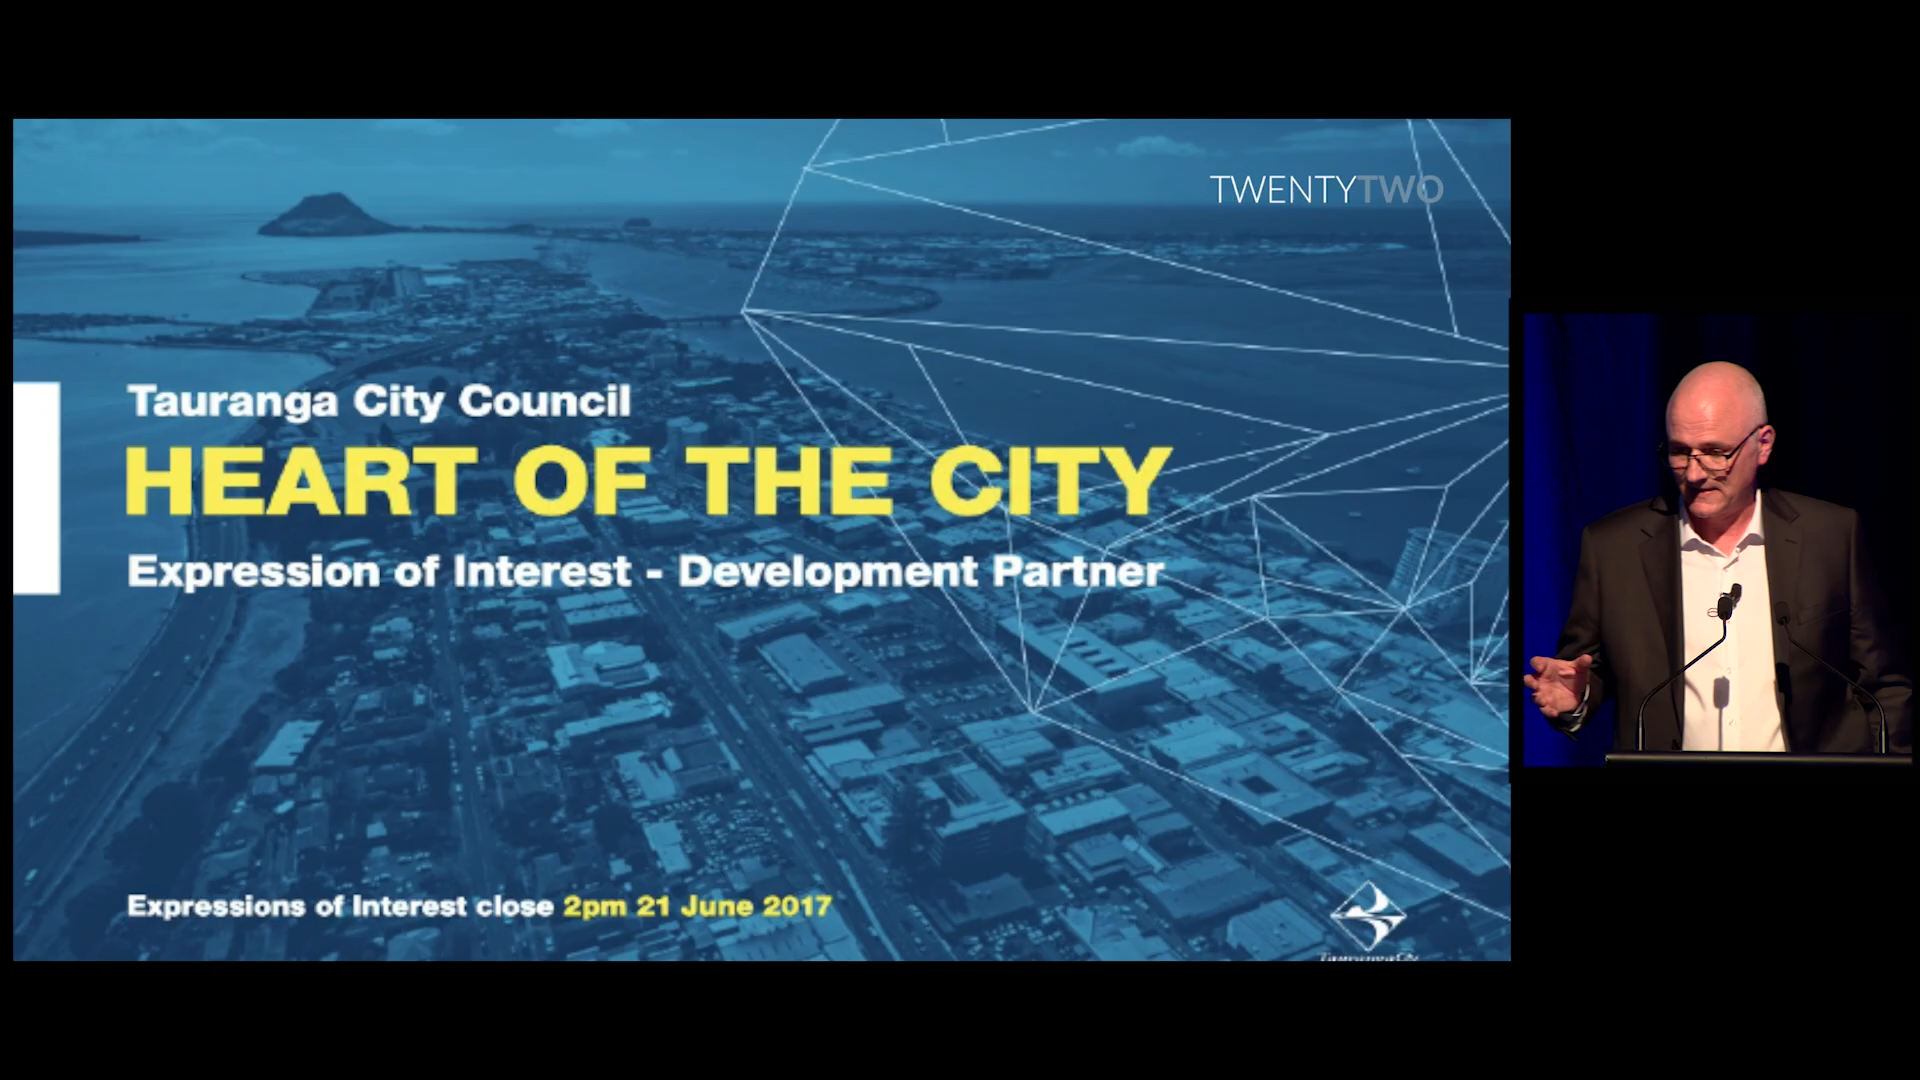 TWENTYTWO
Tauranga City Council
HEART OF THE CITY
Expression of Interest - Development Partner
Expressions of Interest close 2pm 21 June 2017